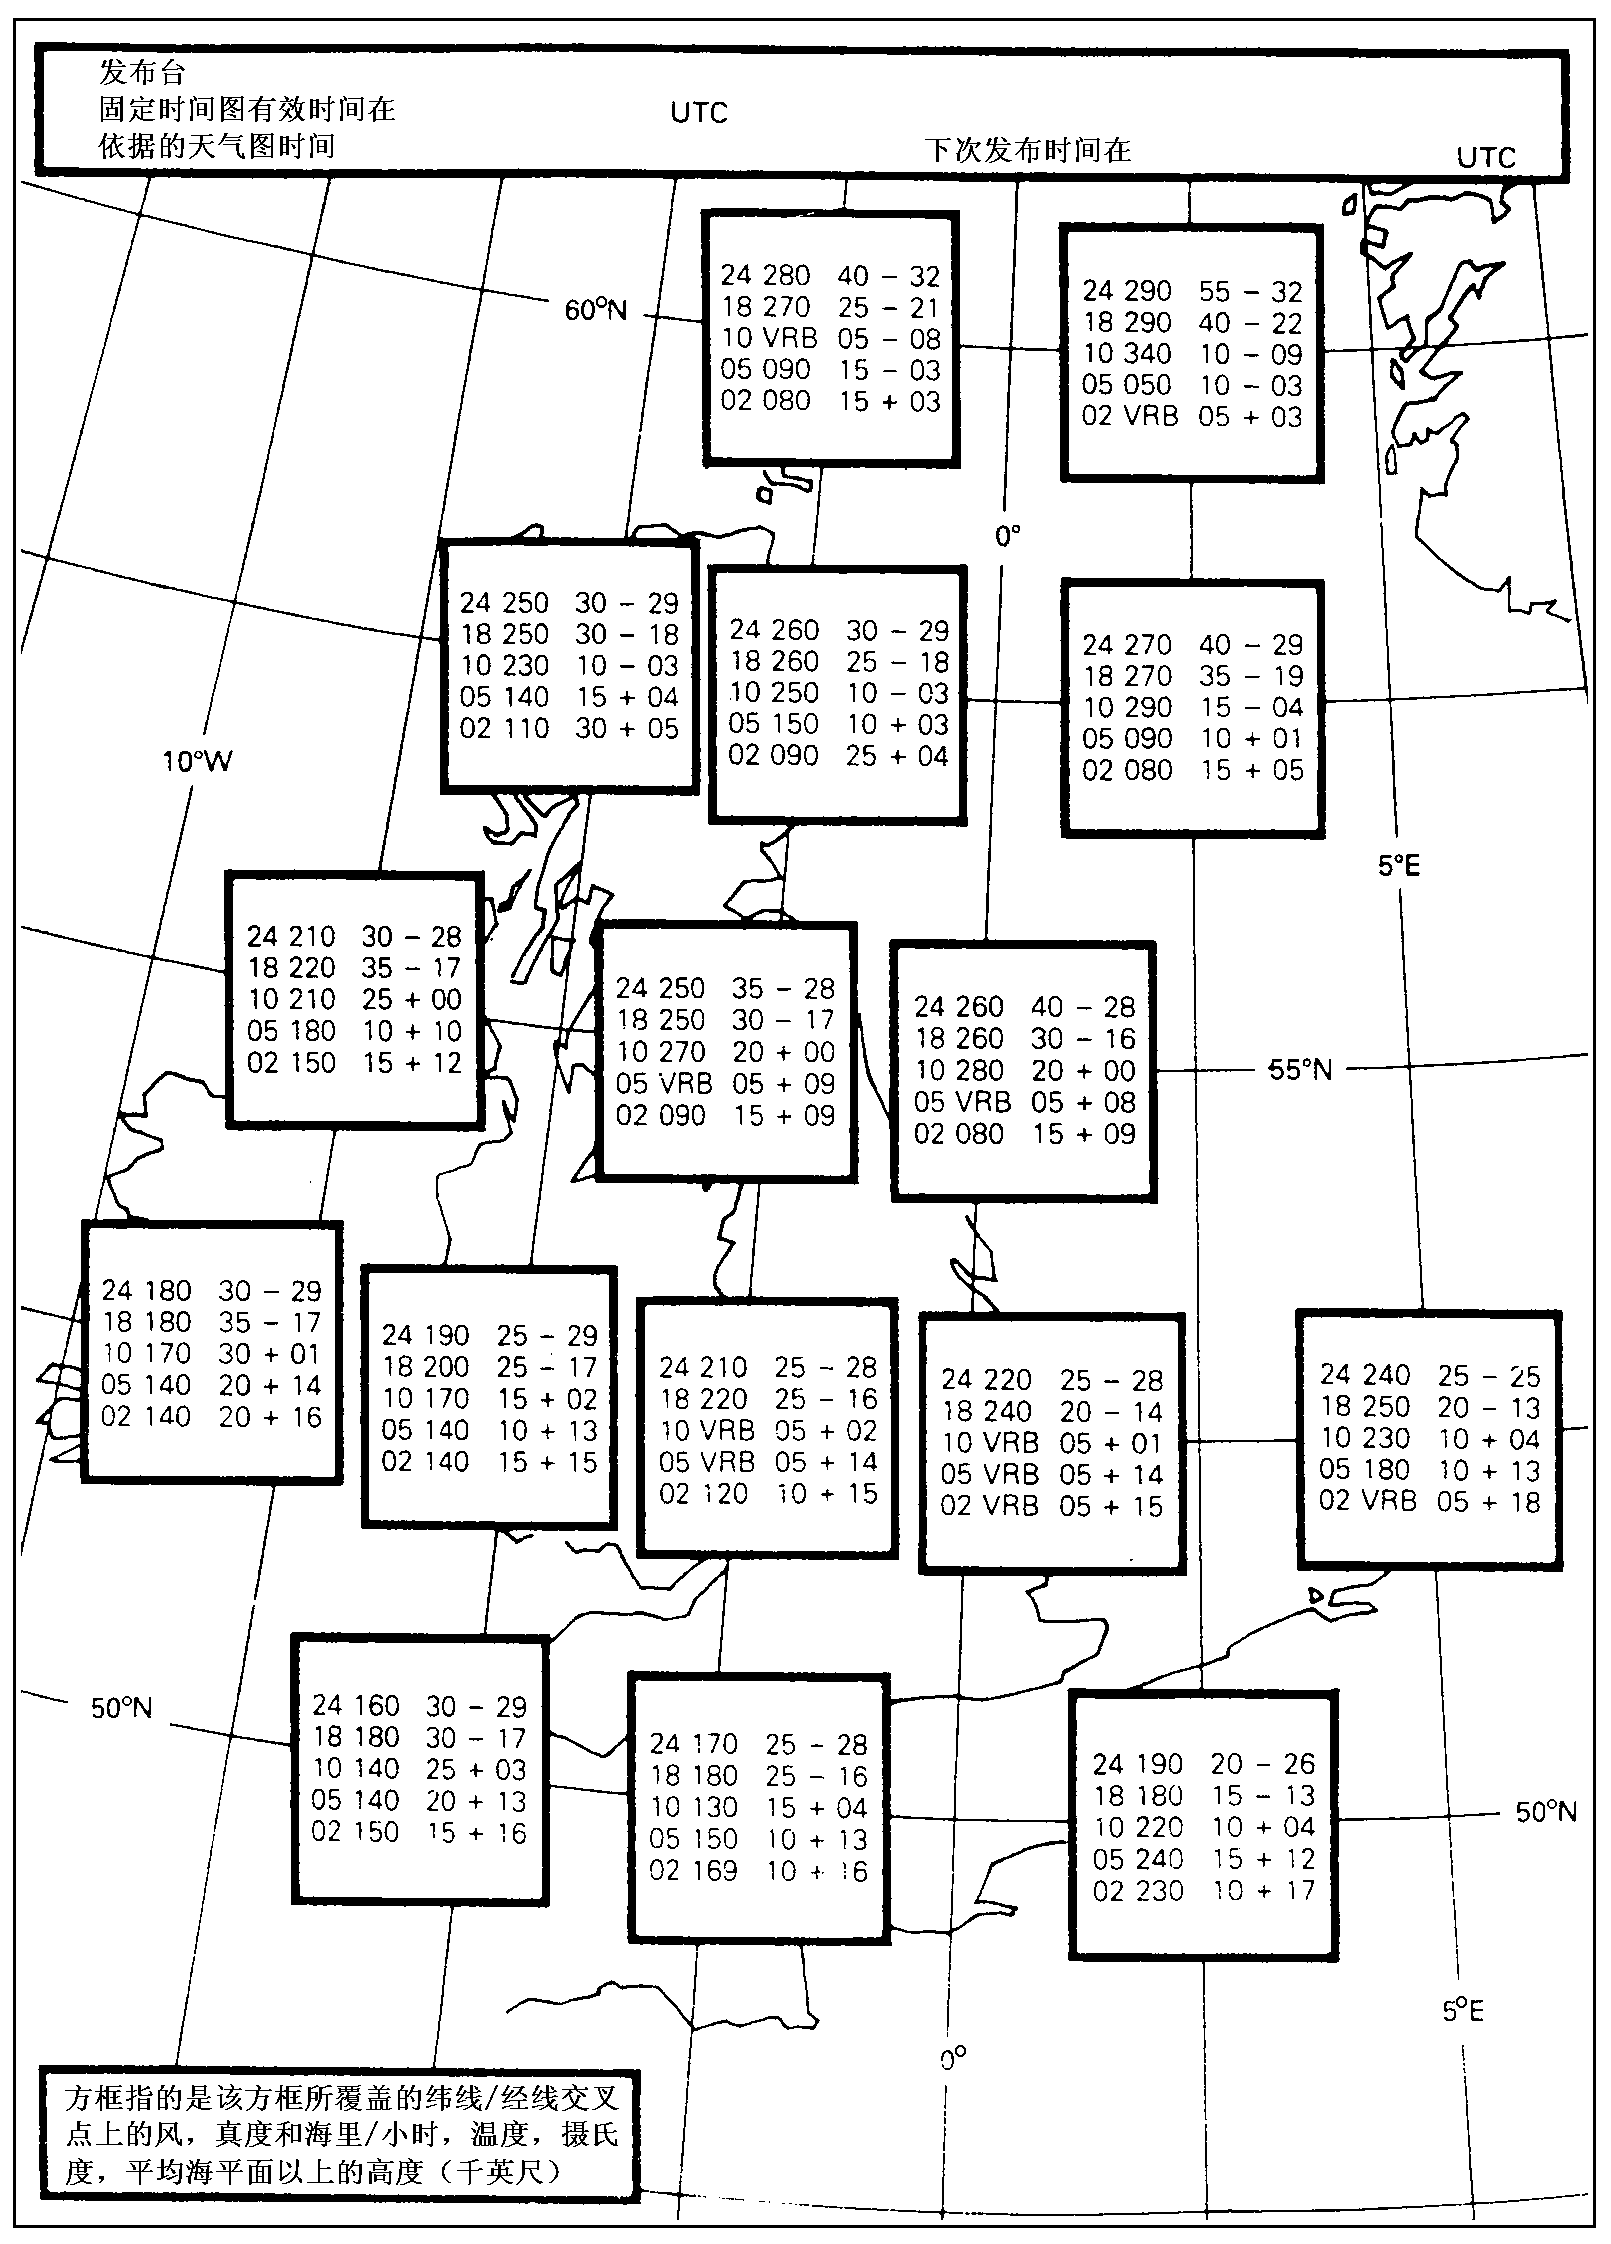 发布台
固定时间图有效时间在 UTC
依据的天气图时间 下次发布时间在 UTC
60°N
24 280 40 - 32
18 270 25 - 21
10 VRB 05 - 08
05 090 15 - 03
02 080 15 + 03
24 290 55 - 32
18 290 40 - 22
10 340 10 - 09
05 050 10 - 03
02 VRB 05 + 03
0°
24 250 30 - 29
18 250 30 - 18
10 230 10 - 03
05 140 15 + 04
02 110 30 + 05
24 260 30 - 29
18 260 25 - 18
10 250 10 - 03
05 150 10 + 03
02 090 25 + 04
24 270 40 - 29
18 270 35 - 19
10 290 15 - 04
05 090 10 + 01
02 080 15 + 05
10°W
5°E
24 210 30 - 28
18 220 35 - 17
10 210 25 + 00
05 180 10 + 10
02 150 15 + 12
24 250 35 - 28
18 250 30 - 17
10 270 20 + 00
05 VRB 05 + 09
02 090 15 + 09
24 260 40 - 28
18 260 30 - 16
10 280 20 + 00
05 VRB 05 + 08
02 080 15 + 09
55°N
24 180 30 - 29
18 180 35 - 17
10 170 30 + 01
05 140 20 + 14
02 140 20 + 16
24 190 25 - 29
18 200 25 - 17
10 170 15 + 02
05 140 10 + 13
02 140 15 + 15
24 210 25 - 28
18 220 25 - 16
10 VRB 05 + 02
05 VRB 05 + 14
02 120 10 + 15
24 220 25 - 28
18 240 20 - 14
10 VRB 05 + 01
05 VRB 05 + 14
02 VRB 05 + 15
24 240 25 - 25
18 250 20 - 13
10 230 10 + 04
05 180 10 + 13
02 VRB 05 + 18
50°N
24 160 30 - 29
18 180 30 - 17
10 140 25 + 03
05 140 20 + 13
02 150 15 + 16
24 170 25 - 28
18 180 25 - 16
10 130 15 + 04
05 150 10 + 13
02 169 10 + 16
24 190 20 - 26
18 180 15 - 13
10 220 10 + 04
05 240 15 + 12
02 230 10 + 17
50°N
5°E
0°
方框指的是该方框所覆盖的纬线/经线交叉
点上的风，真度和海里/小时，温度，摄氏
度，平均海平面以上的高度（千英尺）